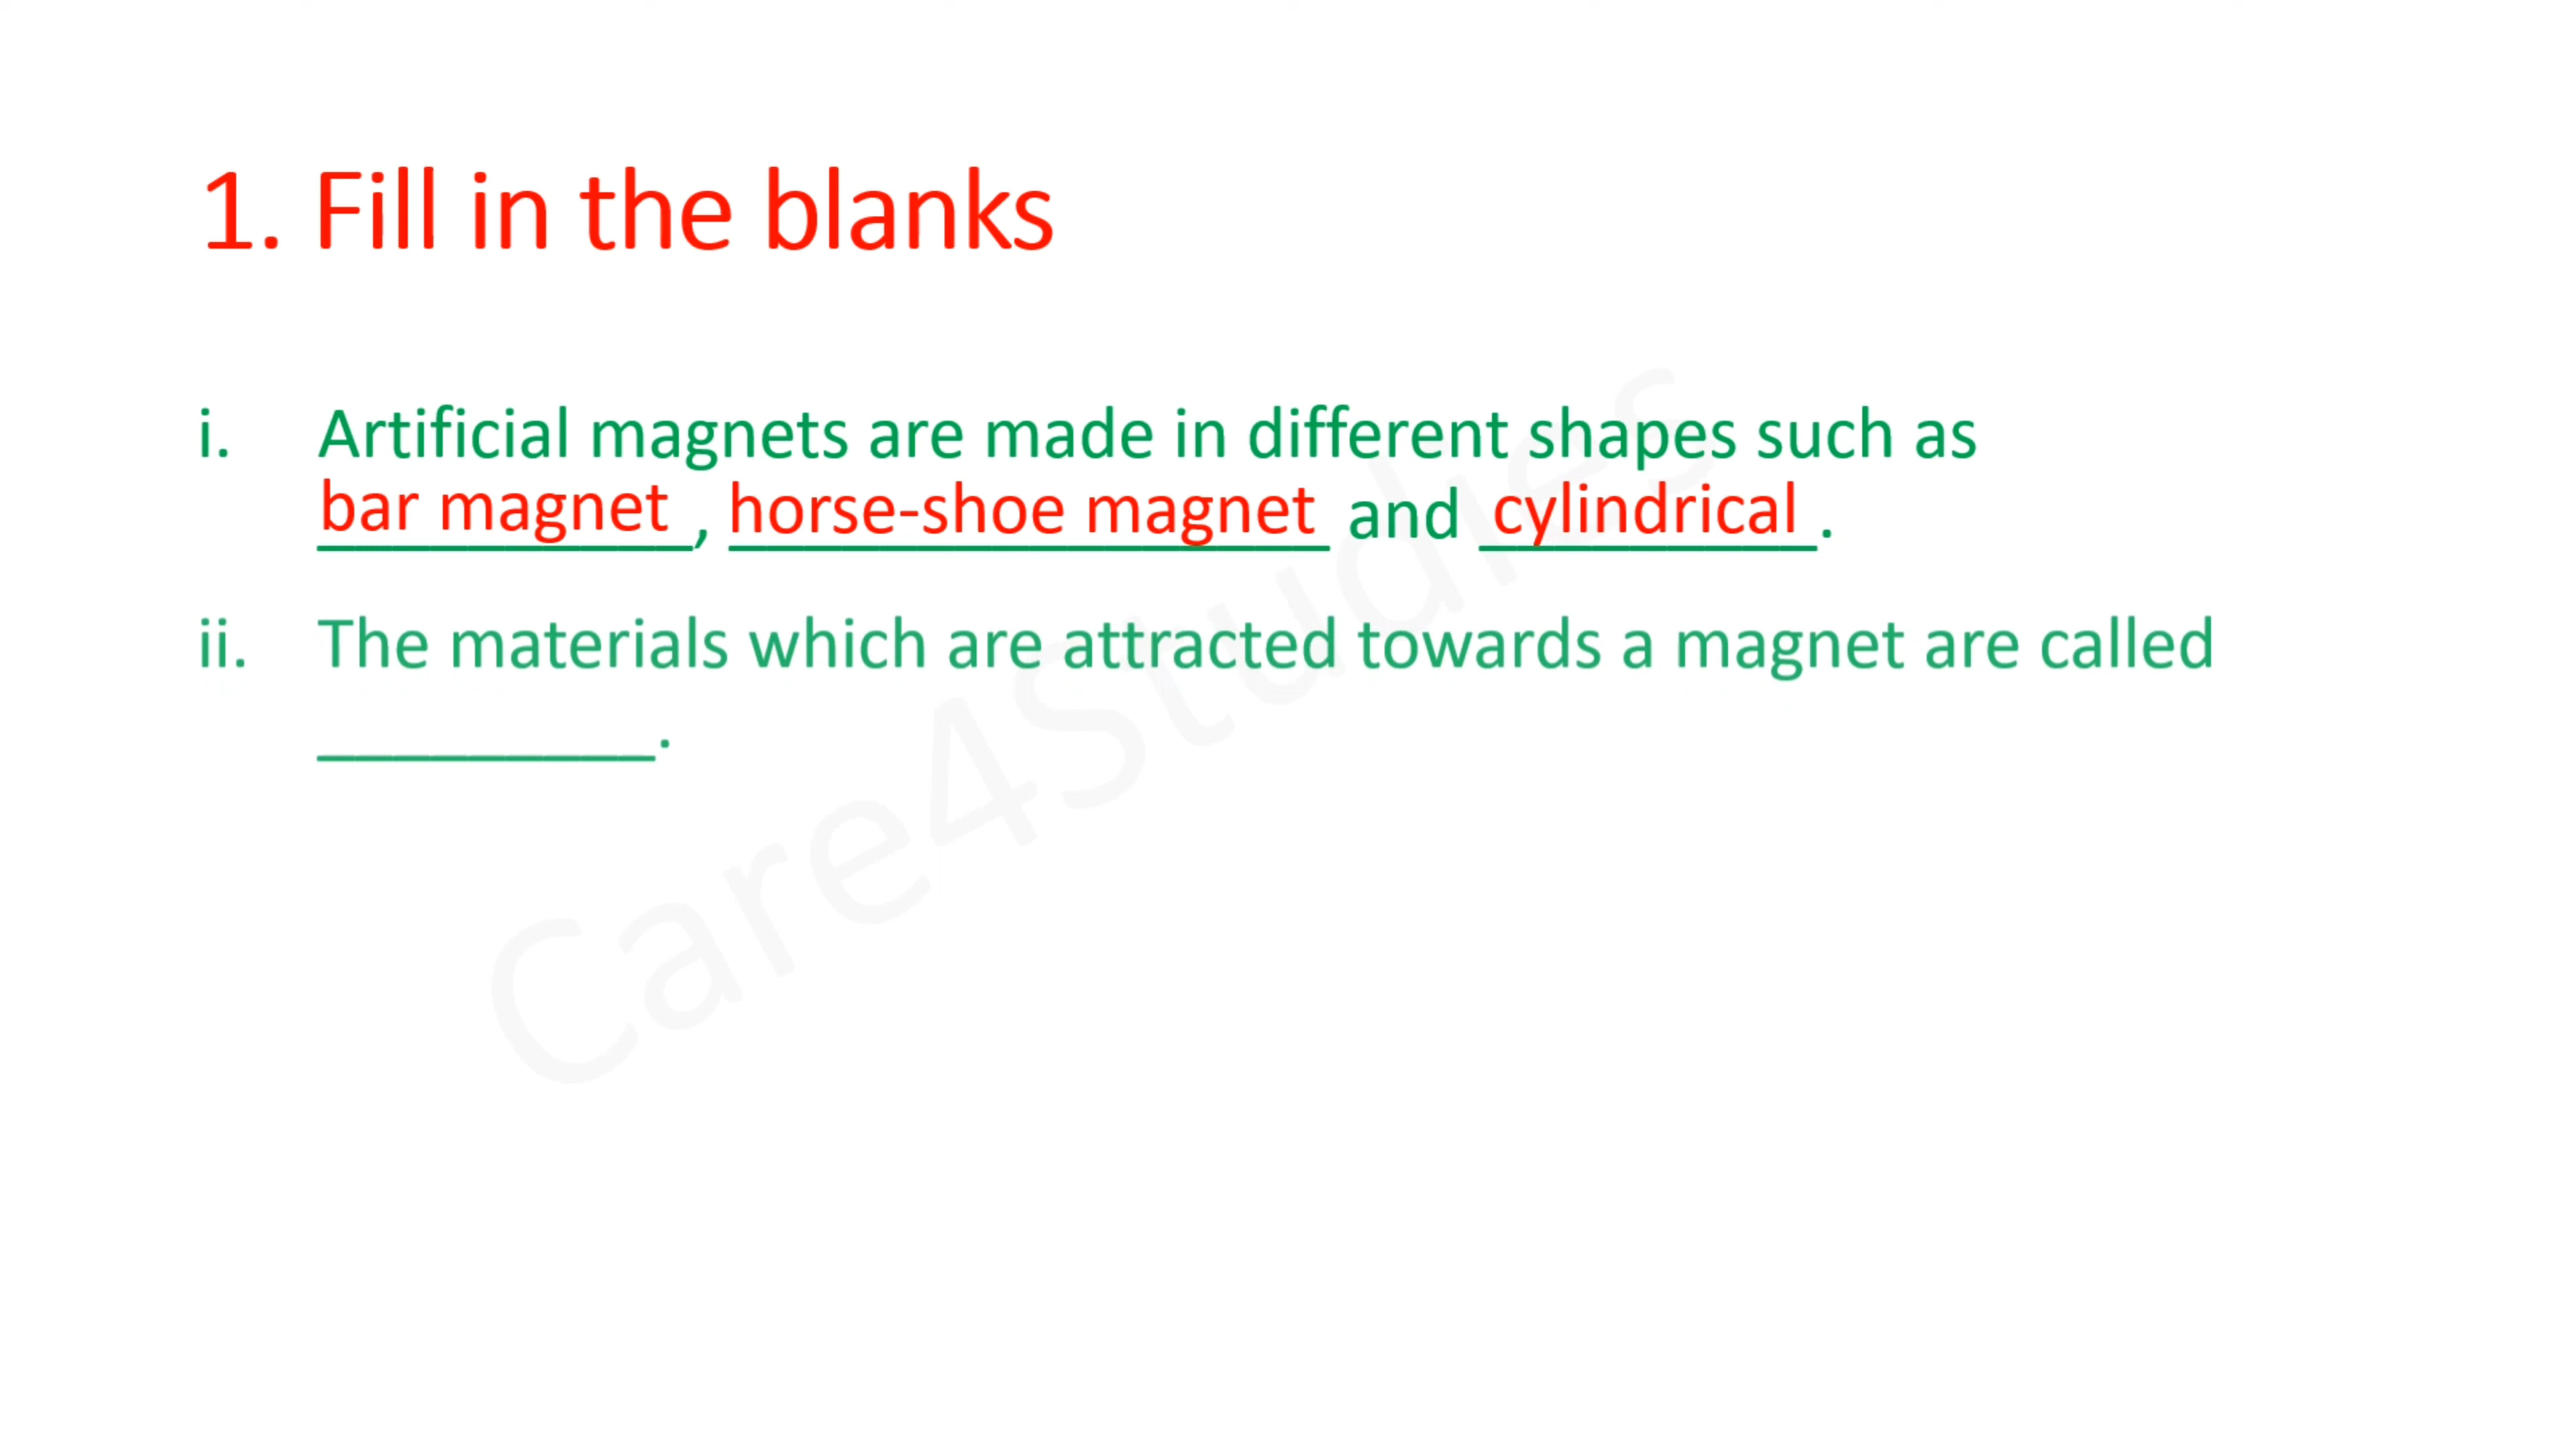 1. Fill in the blanks
i. Artificial magnets are made in different shapes such as
bar magnet, horse-shoe magnet and cylindrical.
ii. The materials which are attracted towards a magnet are called
_________.
Care4Studies